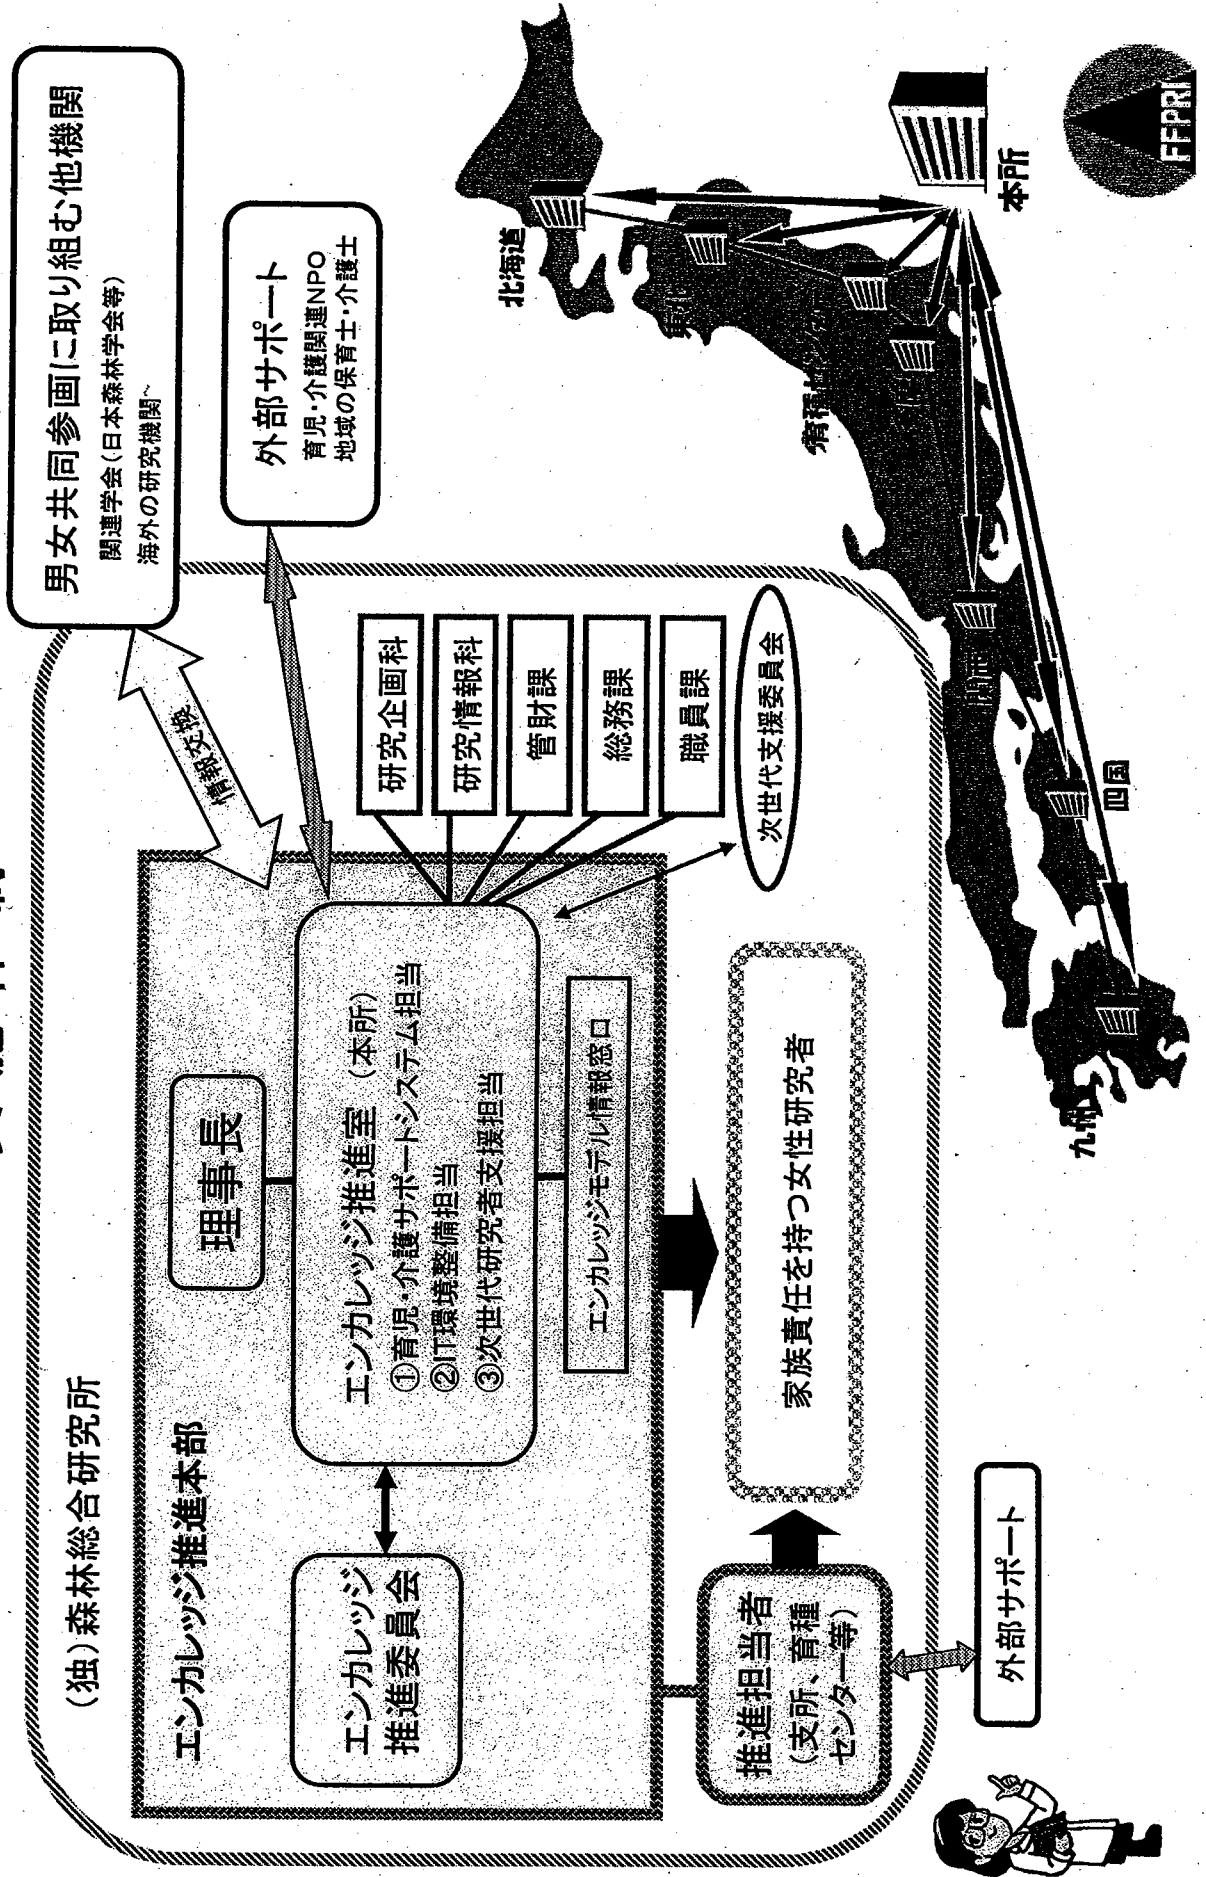 (独)森林総合研究所
エンカレッジ推進本部
理事長
エンカレッジ
推進委員会
エンカレッジ推進室(本所)
①育児・介護サポートシステム担当
②IT環境整備担当
③次世代研究者支援担当
エンカレッジモデル情報窓口
情報交換
男女共同参画に取り組む他機関
関連学会(日本森林学会等)
海外の研究機関~
外部サポート
育児・介護関連NPO
地域の保育士・介護士
研究企画科
研究情報科
管財課
総務課
職員課
次世代支援委員会
推進担当者
(支所、育種
センター等)
家族責任を持つ女性研究者
外部サポート
北海道
東北
関西
四国
九州
本所
FFPRI